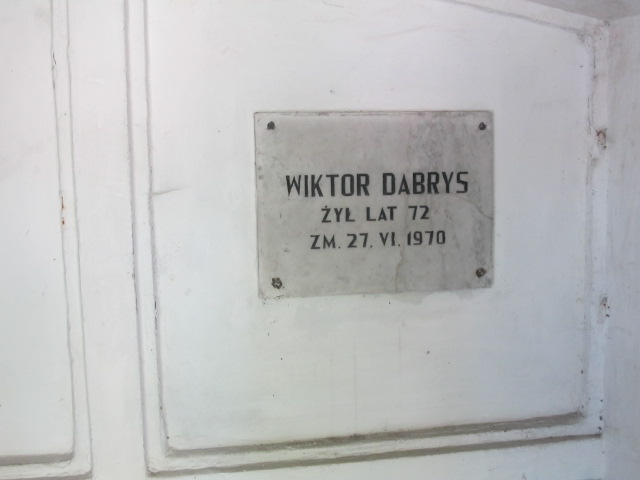 WIKTOR DABRYS
ŻYŁ LAT 72
ZM. 27. VI. 1970